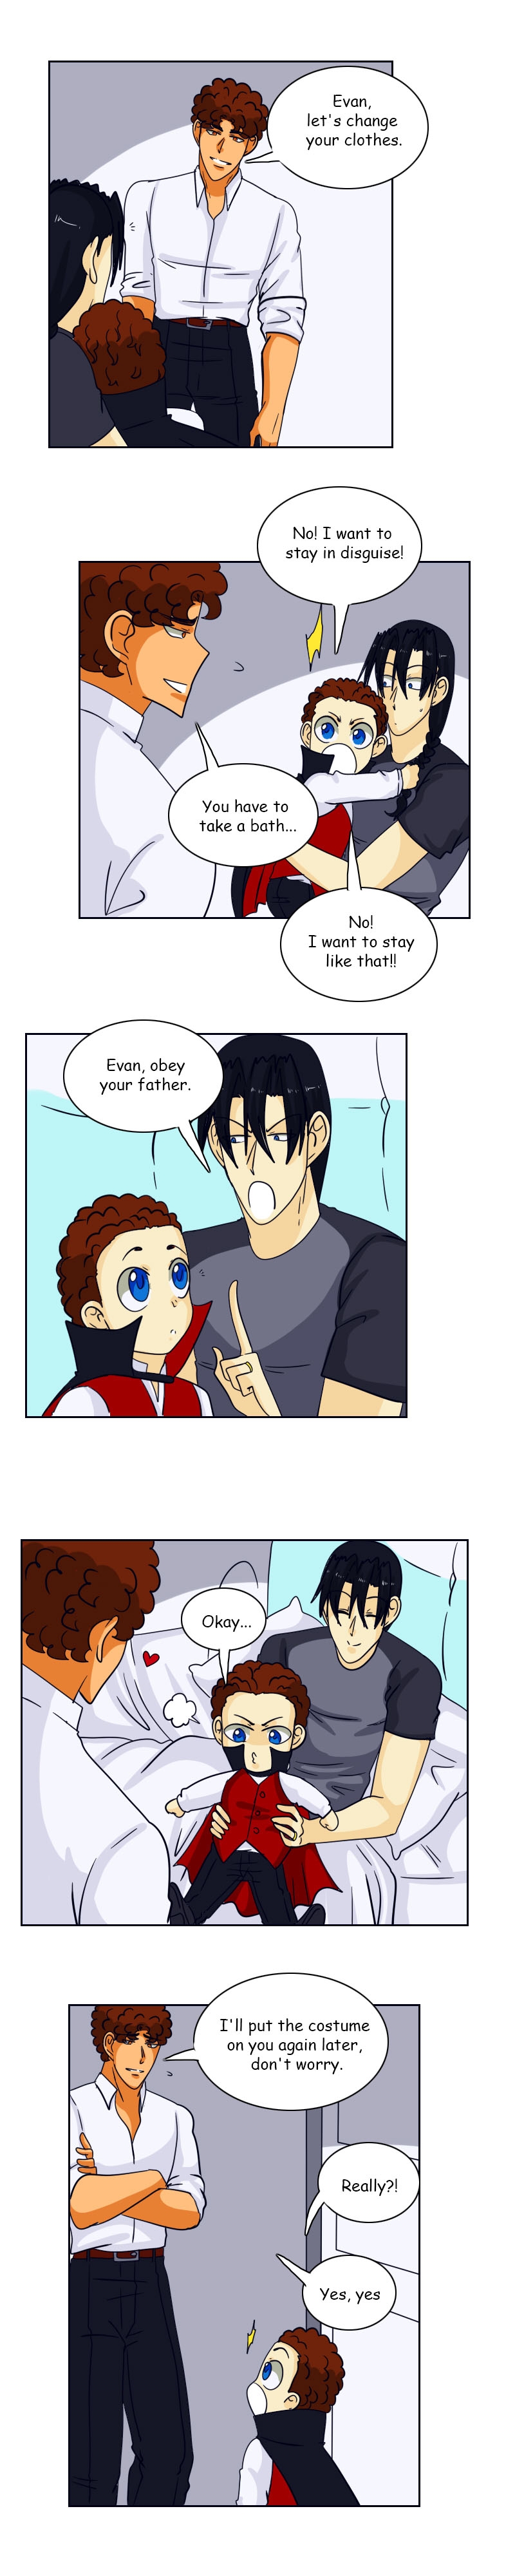 Evan,
let's change
your clothes.
No! I want to
stay in disguise!
You have to
take a bath...
No!
I want to stay
like that!!
Evan, obey
your father.
Okay...
I'll put the costume
on you again later,
don't worry.
Really?!
Yes, yes